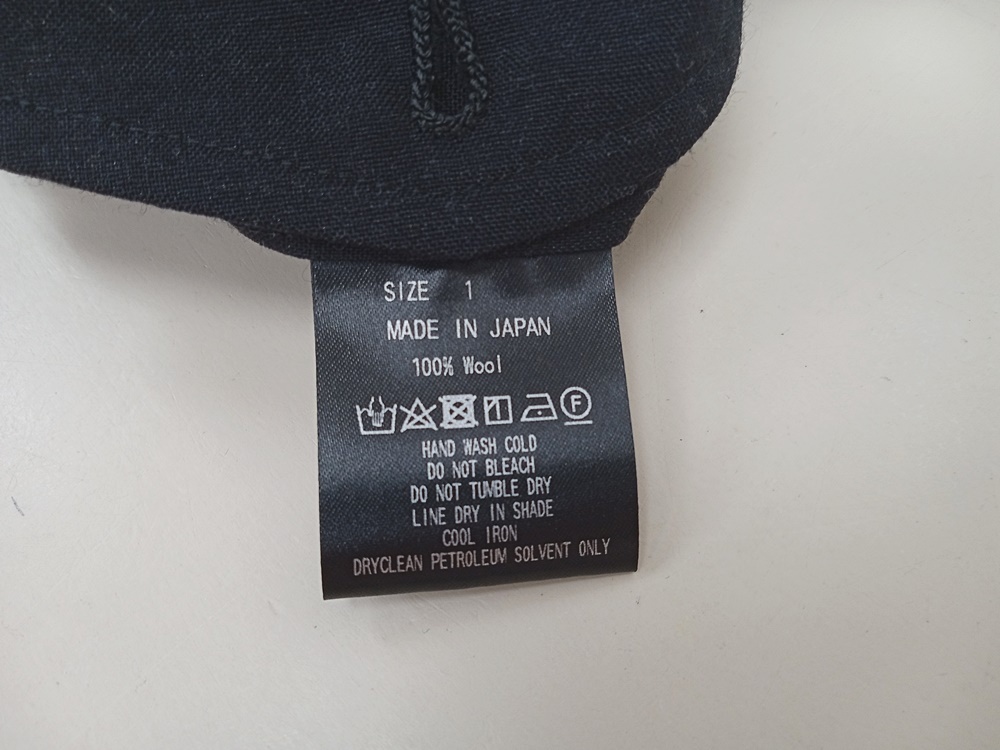 SIZE 1
MADE IN JAPAN
100% Wool
F
HAND WASH COLD
DO NOT BLEACH
DO NOT TUMBLE DRY
LINE DRY IN SHADE
COOL IRON
DRYCLEAN PETROLEUM SOLVENT ONLY